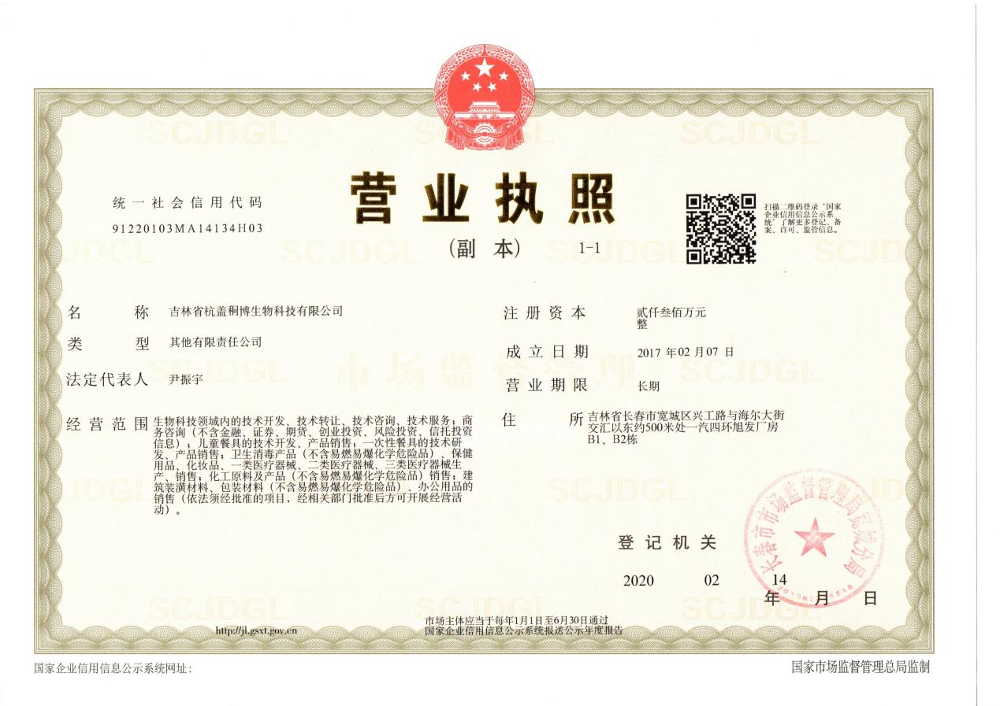 营业执照
(副 本) 1-1
统一社会信用代码
91220103MA14134H03
扫描二维码登录‘国家
企业信用信息公示系
统’了解更多登记、备
案、许可、监管信息。
名 称 吉林省杭盖秱博生物科技有限公司
类 型 其他有限责任公司
法定代表人 尹振宇
经营范围 生物科技领域内的技术开发、技术转让、技术咨询、技术服务；商
务咨询（不含金融、证券、期货、创业投资、风险投资、信托投资
信息）；儿童餐具的技术开发、产品销售；一次性餐具的技术研
发、产品销售；卫生消毒产品（不含易燃易爆化学危险品）、保健
用品、化妆品、一类医疗器械、二类医疗器械、三类医疗器械生
产、销售；化工原料及产品（不含易燃易爆化学危险品）销售；建
筑装潢材料、包装材料（不含易燃易爆化学危险品）、办公用品的
销售（依法须经批准的项目，经相关部门批准后方可开展经营活
动）。
注册资本 贰仟叁佰万元
整
成立日期 2017 年02 月07 日
营业期限 长期
住 所 吉林省长春市宽城区兴工路与海尔大街
交汇以东约500米处一汽四环旭发厂房
B1、B2栋
登记机关
长春市市场监督管理局宽城分局
2020 02 14
年 月 日
http://jl.gsxt.gov.cn
市场主体应当于每年1月1日至6月30日通过
国家企业信用信息公示系统报送公示年度报告
国家企业信用信息公示系统网址：
国家市场监督管理总局监制
SCJDGL
市场监督管理